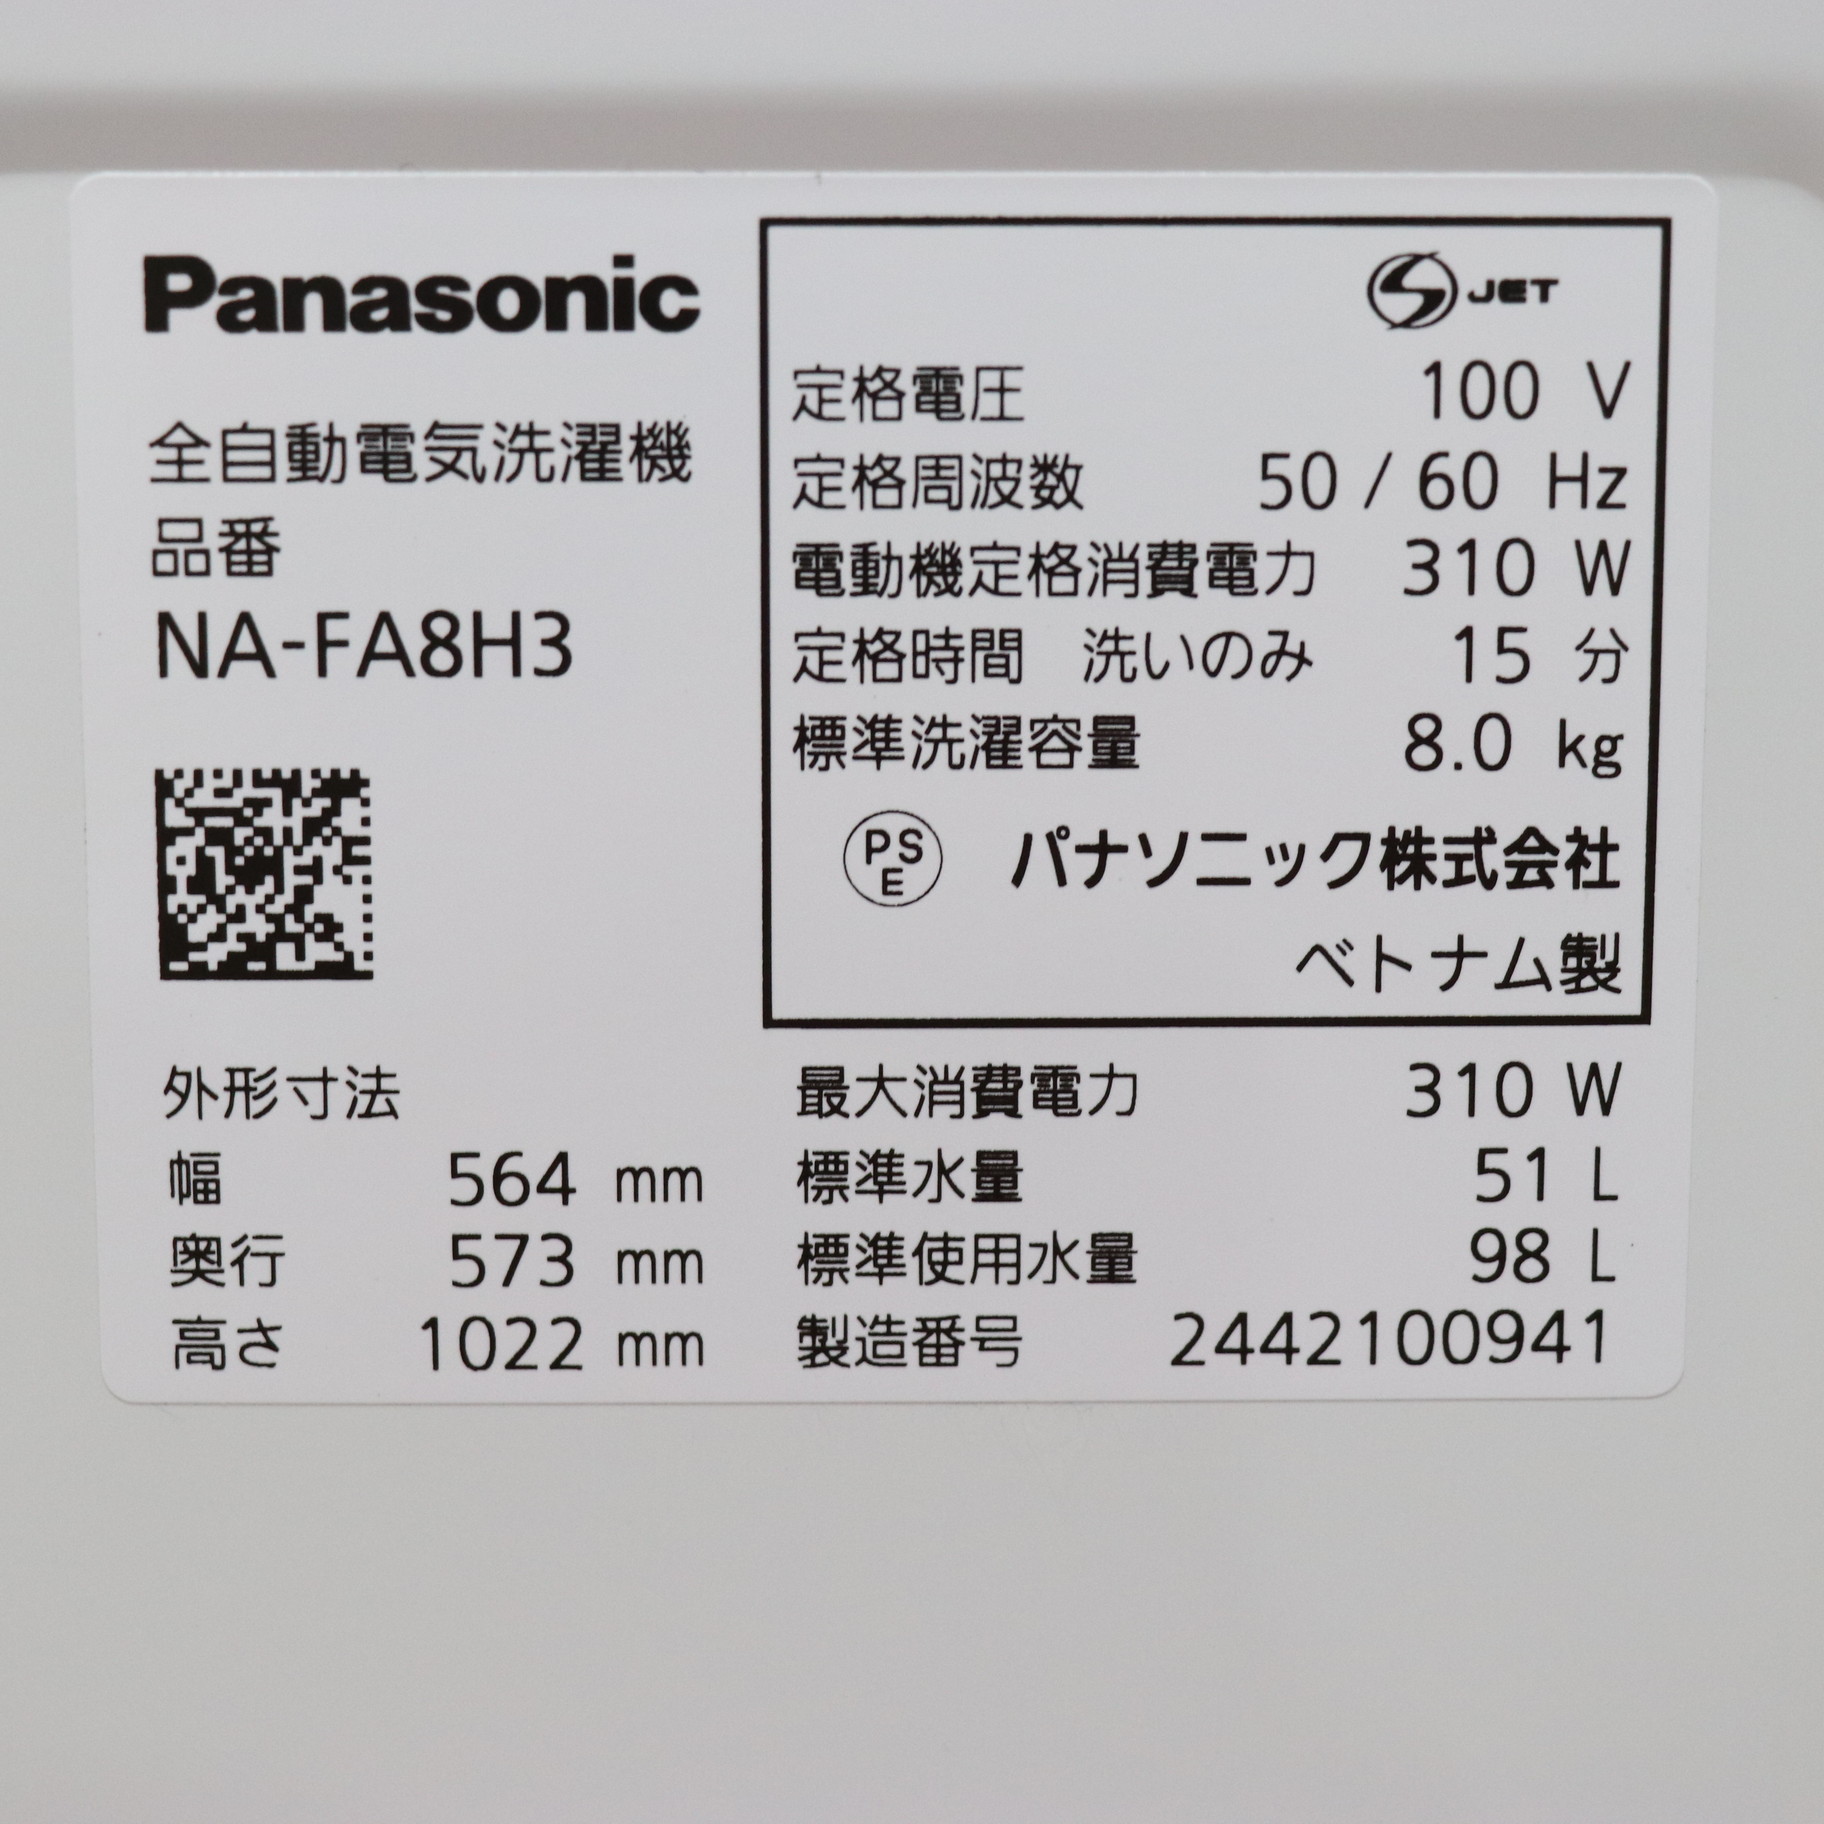 Panasonic
全自動電気洗濯機
品番
NA-FA8H3
JET
定格電圧 100 V
定格周波数 50 / 60 Hz
電動機定格消費電力 310 W
定格時間 洗いのみ 15 分
標準洗濯容量 8.0 kg
PS
E
パナソニック株式会社
ベトナム製
外形寸法
幅 564 mm
奥行 573 mm
高さ 1022 mm
最大消費電力 310 W
標準水量 51 L
標準使用水量 98 L
製造番号 2442100941